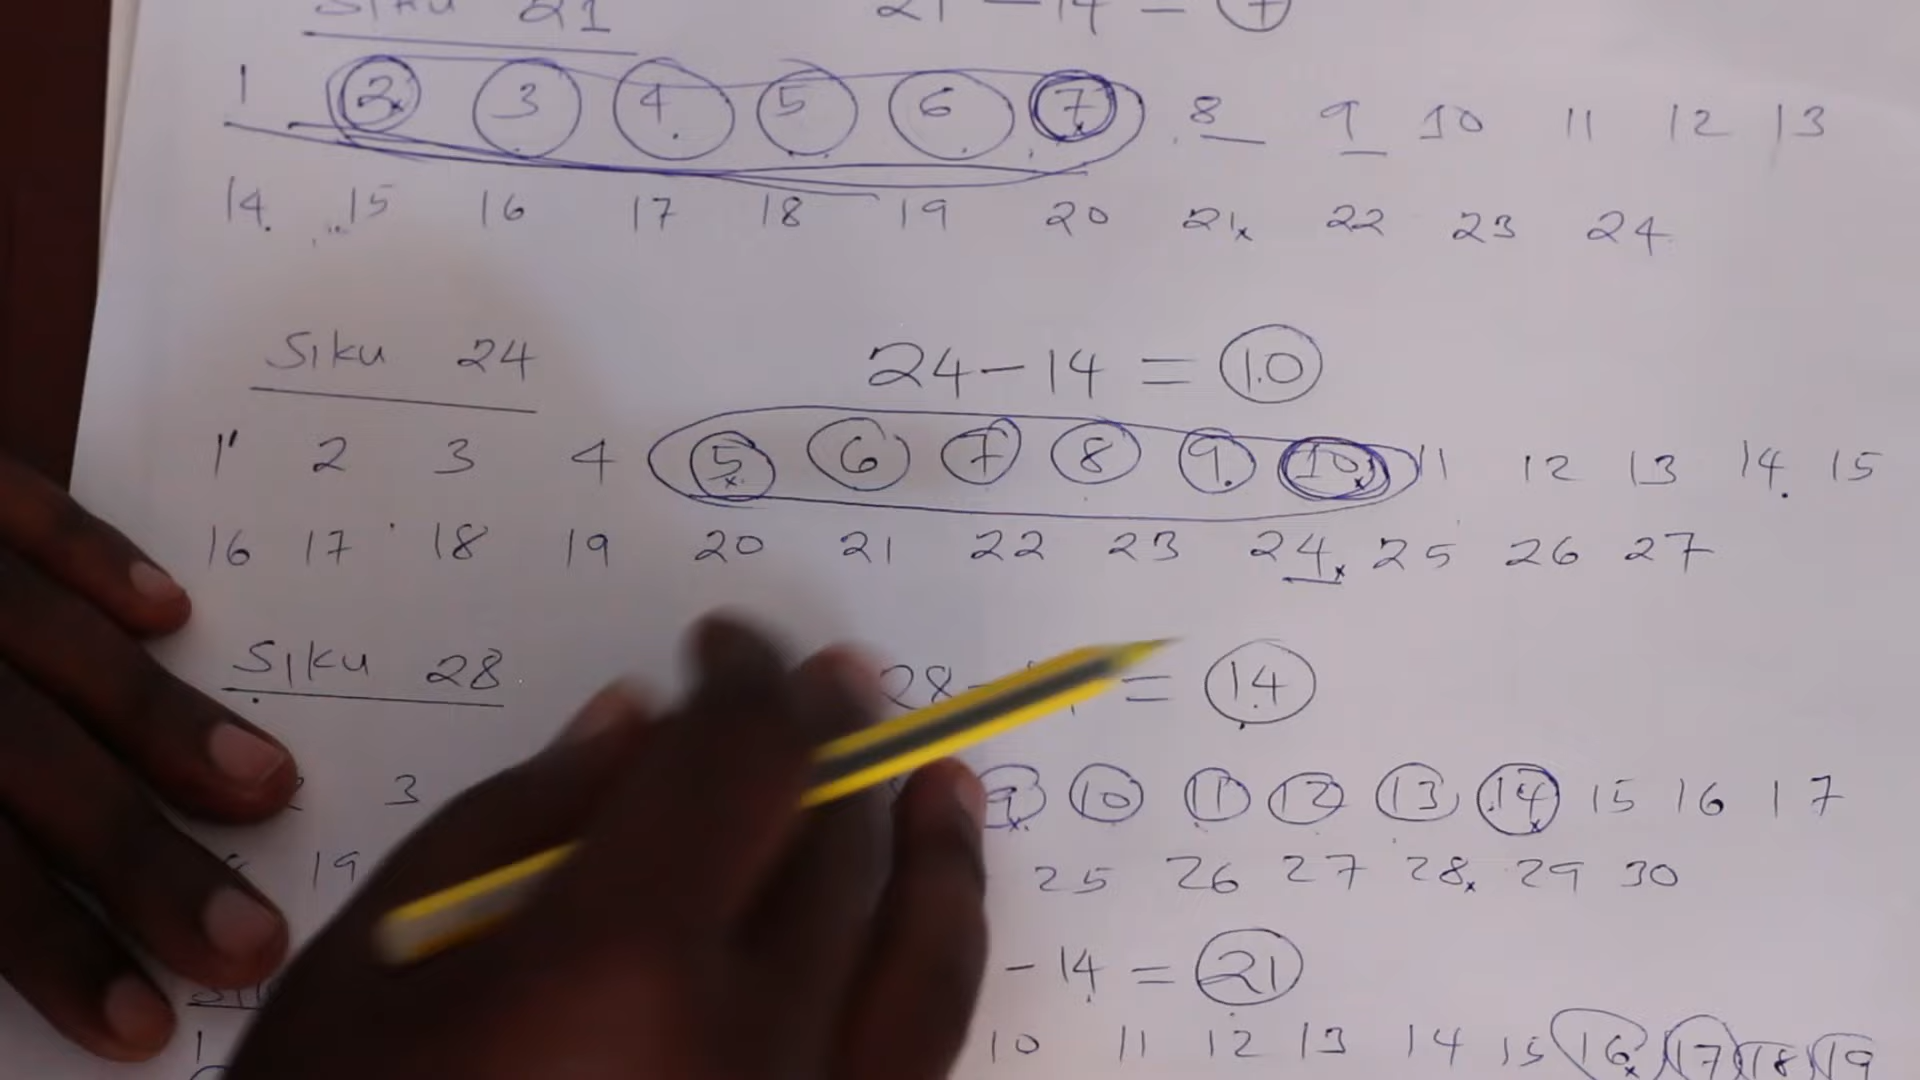 Siku 21 21 - 14 = 7
1 2 3 4 5 6 7 8 9 10 11 12 13
14 15 16 17 18 19 20 21 22 23 24
Siku 24 24 - 14 = 10
1 2 3 4 5 6 7 8 9 10 11 12 13 14 15
16 17 18 19 20 21 22 23 24 25 26 27
Siku 28 28 - = 14
3 9 10 11 12 13 14 15 16 17
19 25 26 27 28 29 30
- 14 = 21
1 10 11 12 13 14 15 16 17 18 19